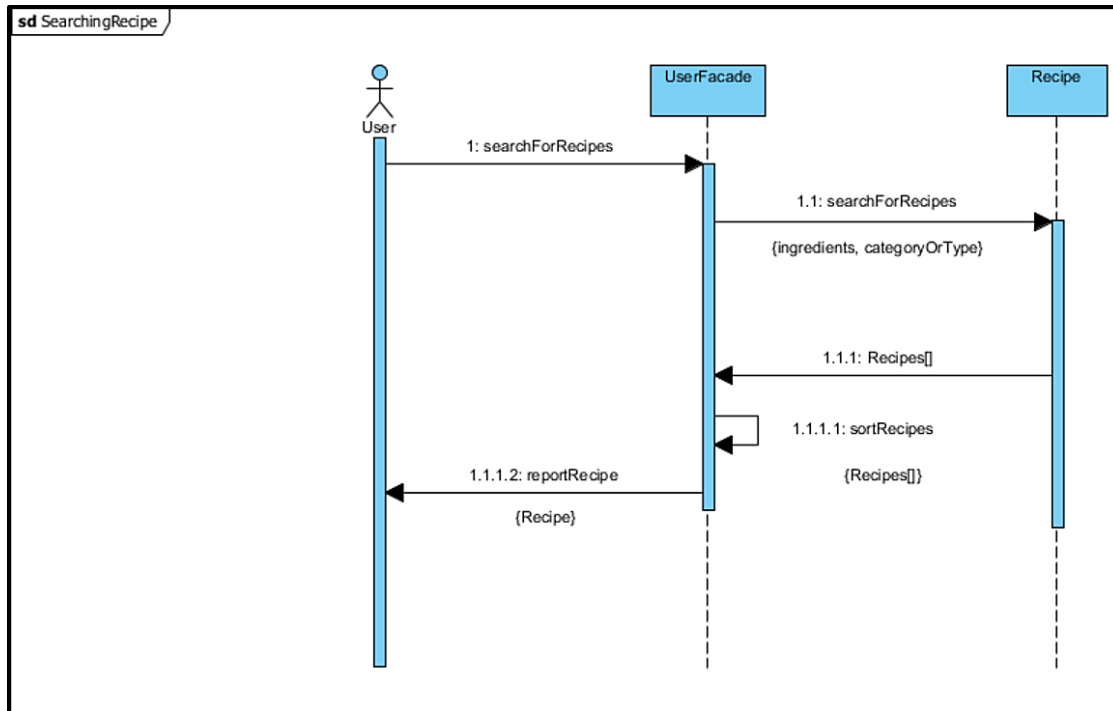 sd SearchingRecipe
UserFacade
Recipe
User
1: searchForRecipes
1.1: searchForRecipes
{ingredients, categoryOrType}
1.1.1: Recipes[]
1.1.1.1: sortRecipes
{Recipes[]}
1.1.1.2: reportRecipe
{Recipe}